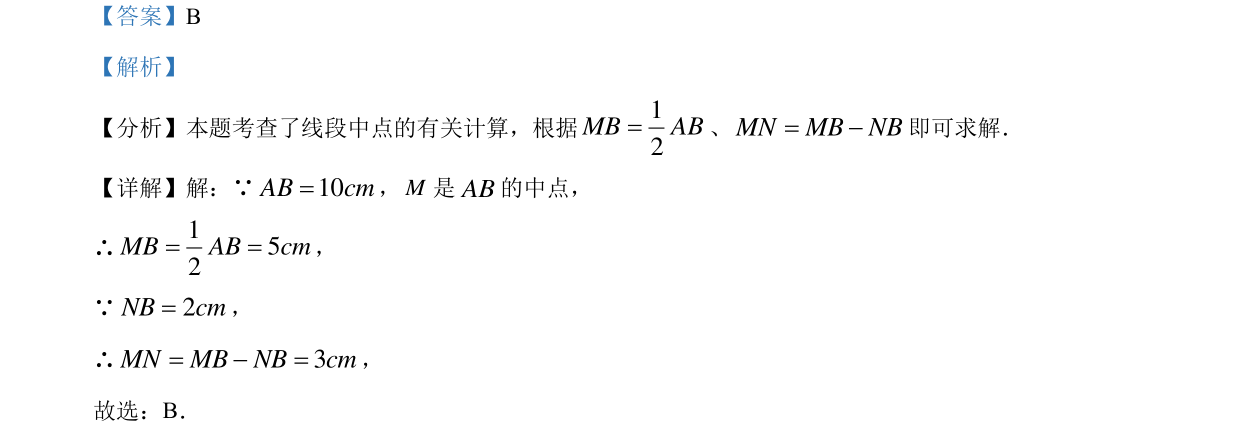 【答案】B
【解析】
【分析】本题考查了线段中点的有关计算，根据 $MB=\frac{1}{2}AB$、$MN=MB-NB$ 即可求解．
【详解】解：∵ $AB=10cm$，M 是 $AB$ 的中点，
∴ $MB=\frac{1}{2}AB=5cm$，
∵ $NB=2cm$，
∴ $MN=MB-NB=3cm$，
故选：B．